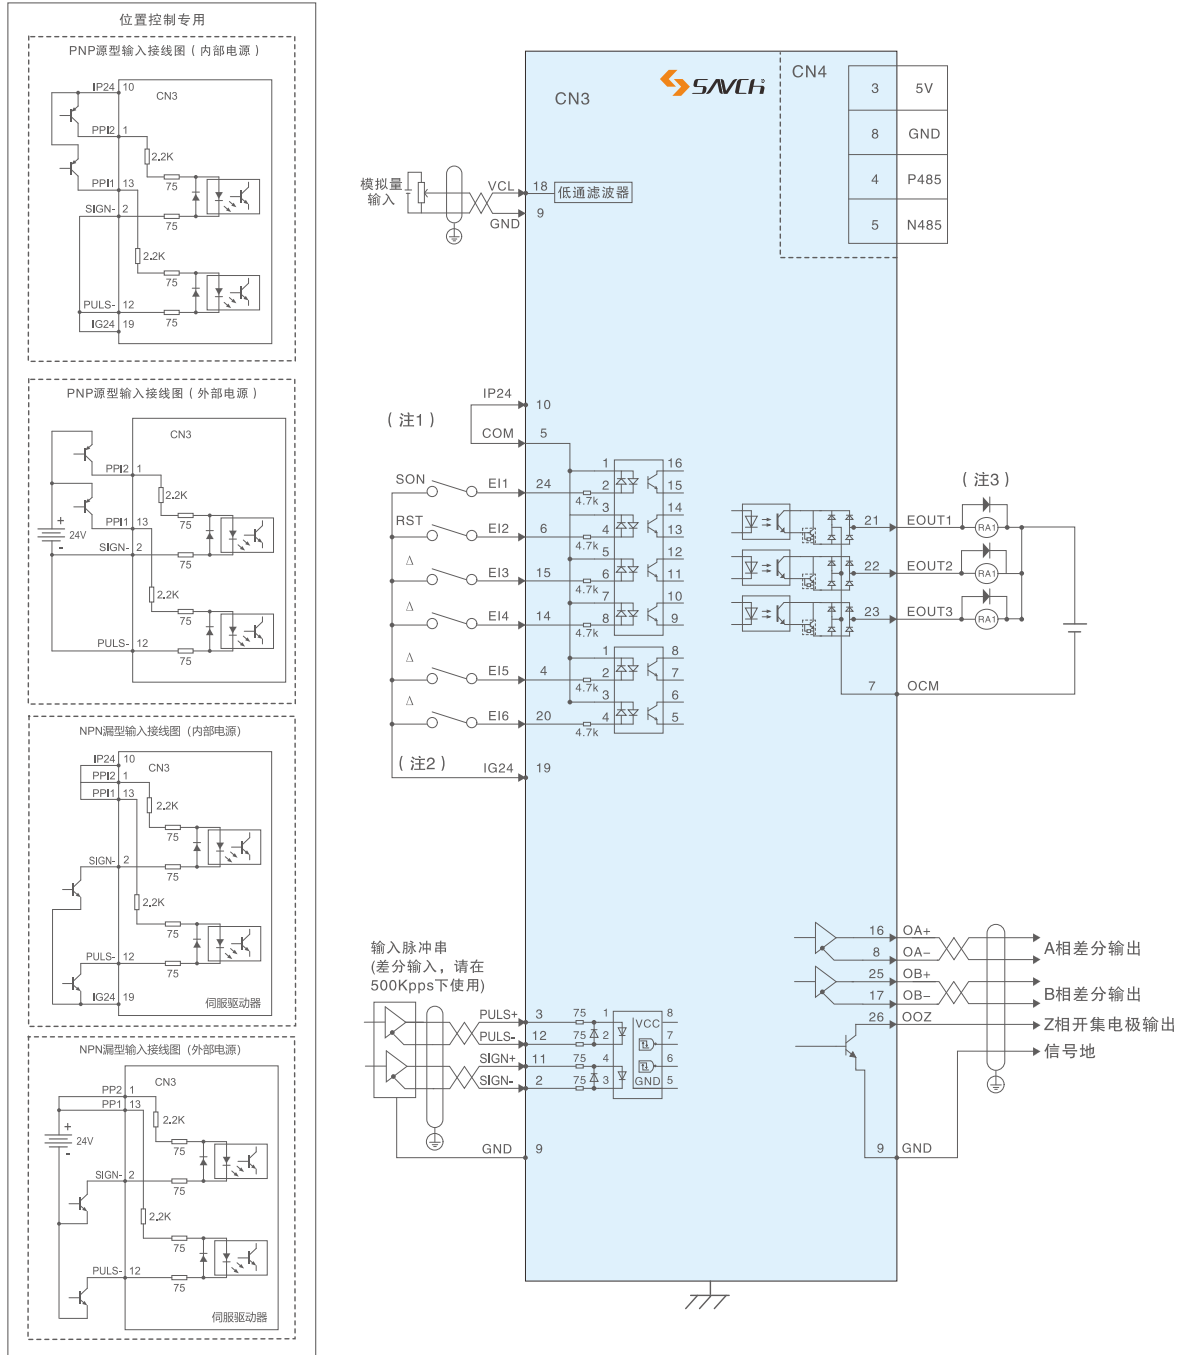 位置控制专用
PNP源型输入接线图(内部电源)
IP24 10
CN3
PPI2 1
2.2K
75
PPI1 13
SIGN- 2
75
2.2K
75
PULS- 12
75
IG24 19
PNP源型输入接线图(外部电源)
CN3
PPI2 1
2.2K
75
+
24V
-
PPI1 13
SIGN- 2
75
2.2K
75
PULS- 12
75
NPN漏型输入接线图(内部电源)
IP24 10
CN3
PPI2 1
PPI1 13
2.2K
75
SIGN- 2
75
2.2K
75
PULS- 12
75
IG24 19
伺服驱动器
NPN漏型输入接线图(外部电源)
CN3
PP2 1
PP1 13
2.2K
+
24V
-
75
SIGN- 2
75
2.2K
75
PULS- 12
75
伺服驱动器
CN3
SAVCH
CN4
3 5V
8 GND
4 P485
5 N485
模拟量
输入
VCL 18 低通滤波器
GND 9
(注1)
IP24 10
COM 5
SON EI1 24 4.7k 1 2 16 15
RST EI2 6 4.7k 3 4 14 13
Δ EI3 15 4.7k 5 6 12 11
Δ EI4 14 4.7k 7 8 10 9
Δ EI5 4 4.7k 1 2 8 7
Δ EI6 20 4.7k 3 4 6 5
(注2)
IG24 19
(注3)
21 EOUT1 RA1
22 EOUT2 RA1
23 EOUT3 RA1
7 OCM
输入脉冲串
(差分输入，请在
500Kpps下使用)
PULS+ 3 75 1 VCC 8
PULS- 12 75 2 7
SIGN+ 11 75 4 6
SIGN- 2 75 3 GND 5
GND 9
16 OA+
8 OA-
A相差分输出
25 OB+
17 OB-
B相差分输出
26 OOZ Z相开集电极输出
信号地
9 GND